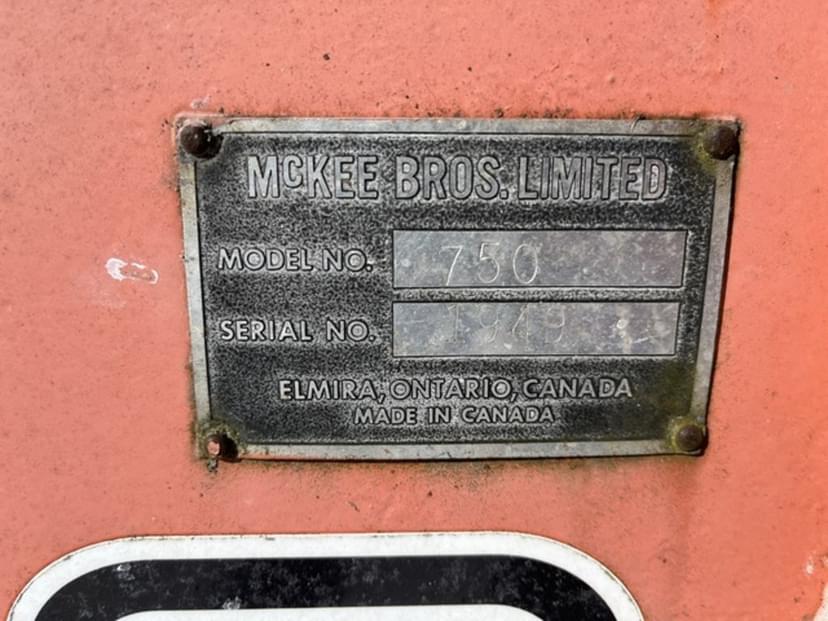 McKEE BROS. LIMITED
MODEL NO. 750
SERIAL NO. 1949
ELMIRA, ONTARIO, CANADA
MADE IN CANADA